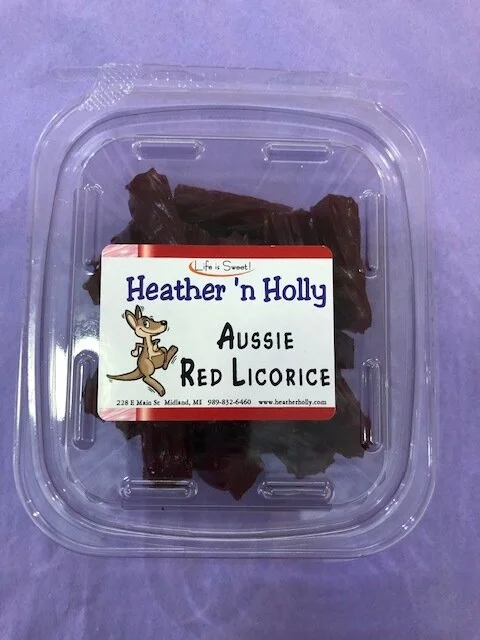 Life is Sweet!
Heather 'n Holly
Aussie
Red Licorice
228 E Main St Midland, MI 989-832-6460 www.heatherholly.com